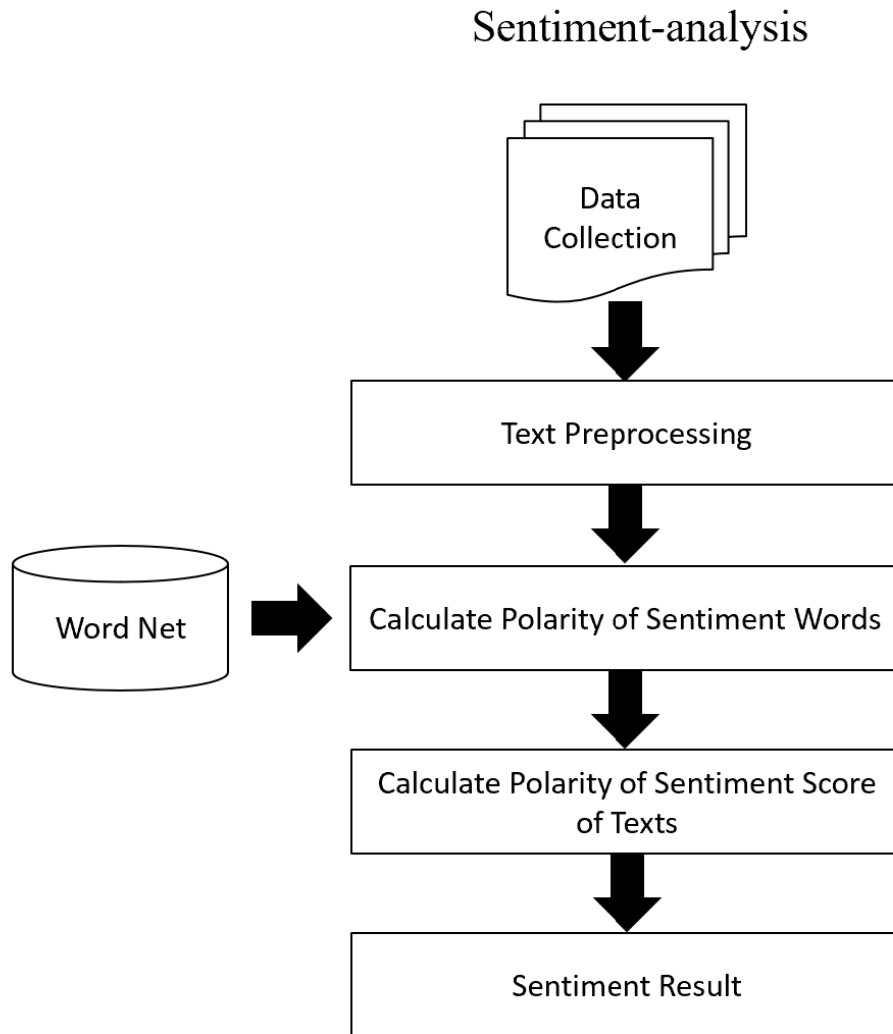 Sentiment-analysis
Data
Collection
Text Preprocessing
Word Net
Calculate Polarity of Sentiment Words
Calculate Polarity of Sentiment Score
of Texts
Sentiment Result